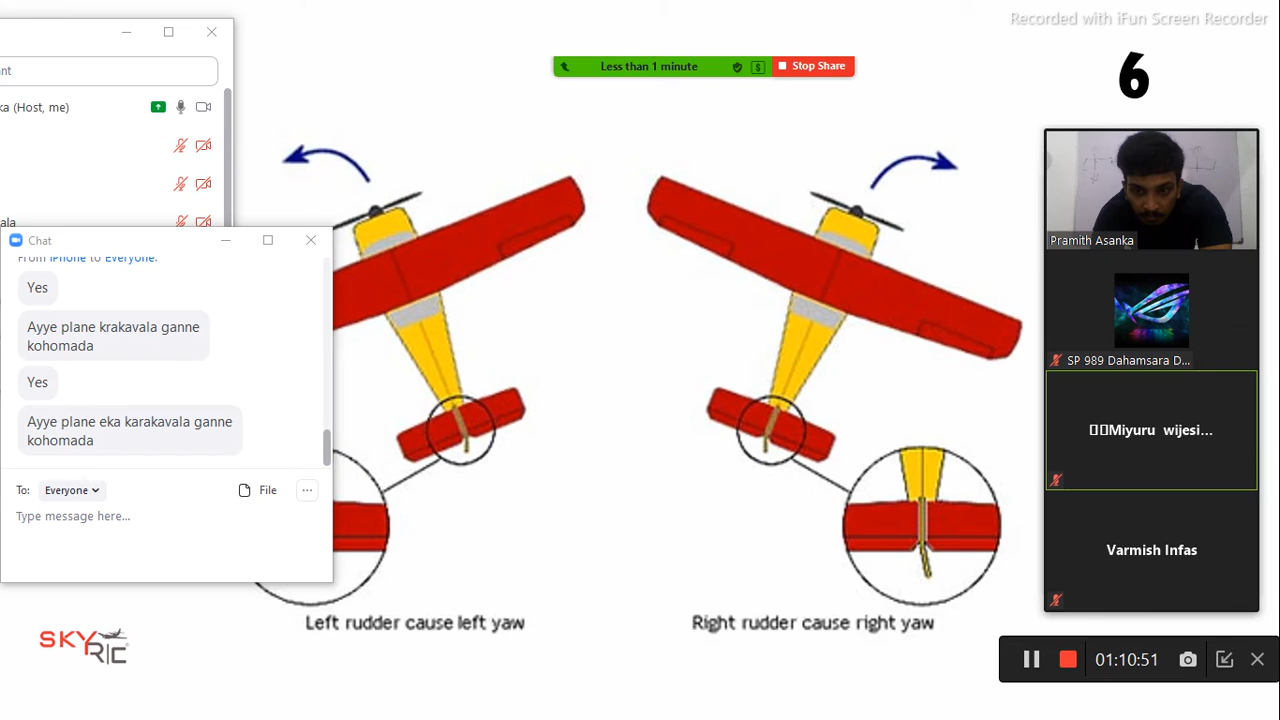 Recorded with iFun Screen Recorder
6
Less than 1 minute
Stop Share
nt
ka (Host, me)
ala
Chat
From iPhone to Everyone:
Yes
Ayye plane krakavala ganne
kohomada
Yes
Ayye plane eka karakavala ganne
kohomada
To: Everyone
File
Type message here...
Pramith Asanka
SP 989 Dahamsara D...
Miyuru wijesi...
Varmish Infas
Left rudder cause left yaw
Right rudder cause right yaw
SKY RC
01:10:51